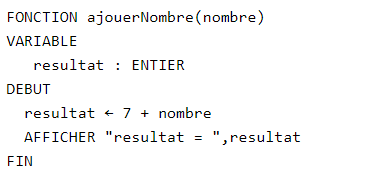 FONCTION ajouerNombre(nombre)
VARIABLE
resultat : ENTIER
DEBUT
resultat ← 7 + nombre
AFFICHER "resultat = ",resultat
FIN